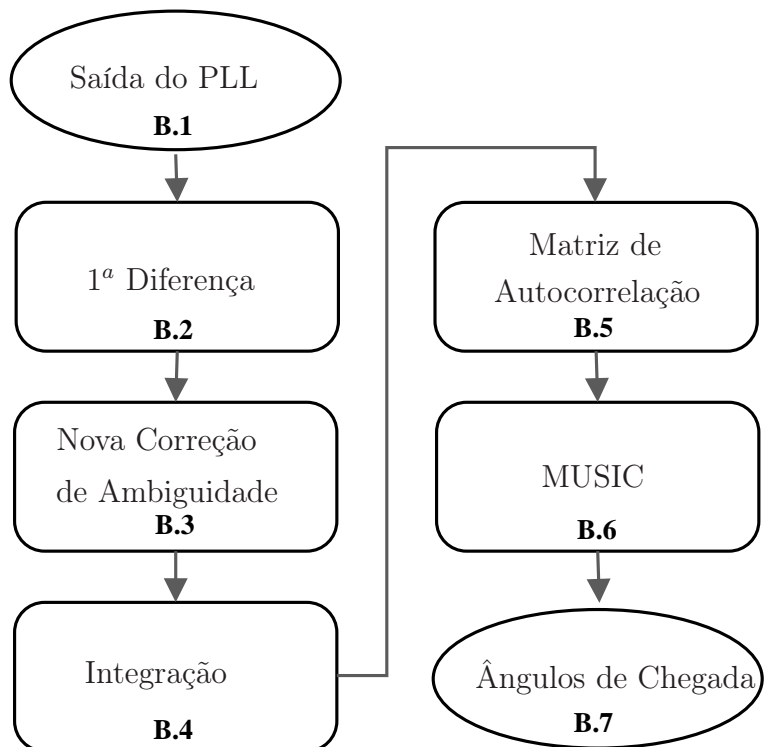 Saída do PLL
B.1
1ª Diferença
B.2
Nova Correção
de Ambiguidade
B.3
Integração
B.4
Matriz de
Autocorrelação
B.5
MUSIC
B.6
Ângulos de Chegada
B.7